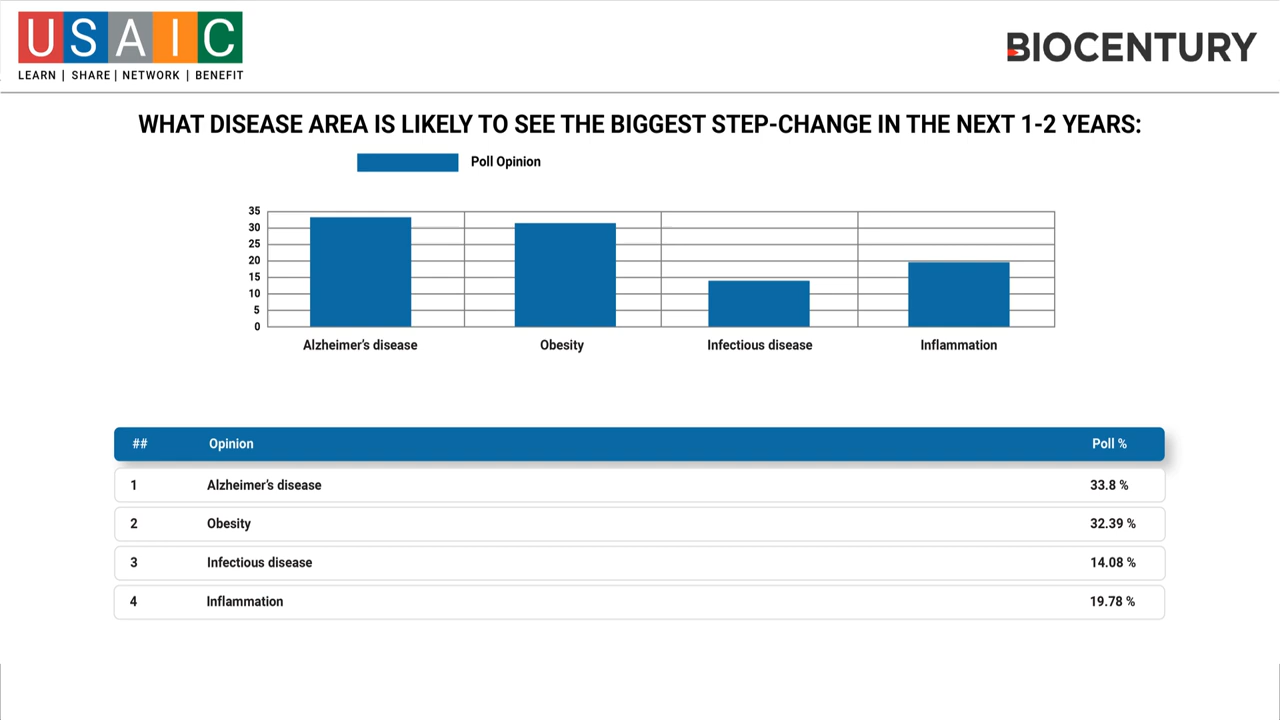 USAIC
LEARN | SHARE | NETWORK | BENEFIT
BIOCENTURY
WHAT DISEASE AREA IS LIKELY TO SEE THE BIGGEST STEP-CHANGE IN THE NEXT 1-2 YEARS:
Poll Opinion
35
30
25
20
15
10
5
0
Alzheimer's disease Obesity Infectious disease Inflammation
## Opinion Poll %
1 Alzheimer's disease 33.8 %
2 Obesity 32.39 %
3 Infectious disease 14.08 %
4 Inflammation 19.78 %